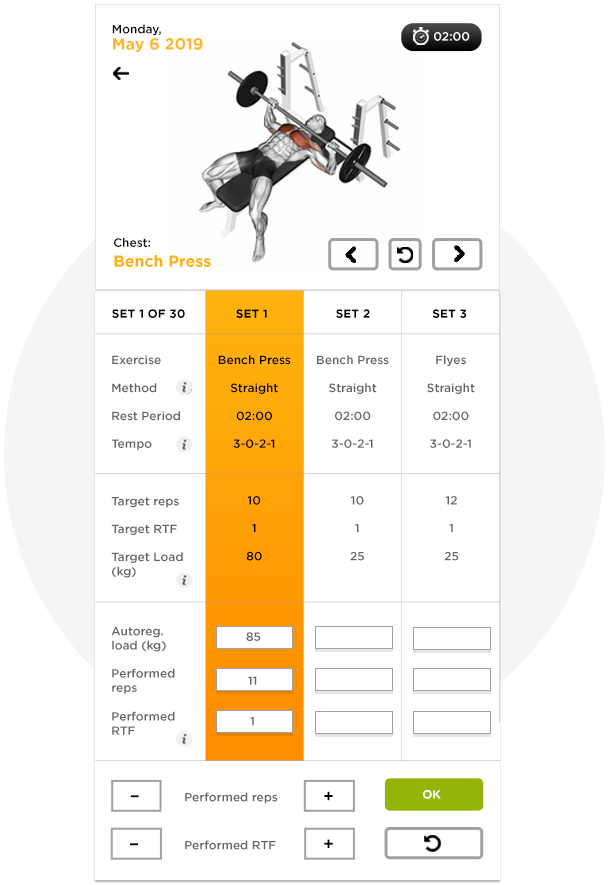 Monday,
May 6 2019
02:00
Chest:
Bench Press
SET 1 OF 30 SET 1 SET 2 SET 3
Exercise Bench Press Bench Press Flyes
Method i Straight Straight Straight
Rest Period 02:00 02:00 02:00
Tempo i 3-0-2-1 3-0-2-1 3-0-2-1
Target reps 10 10 12
Target RTF 1 1 1
Target Load 80 25 25
(kg)
i
Autoreg.
load (kg) 85
Performed
reps 11
Performed
RTF 1
i
− Performed reps + OK
− Performed RTF +